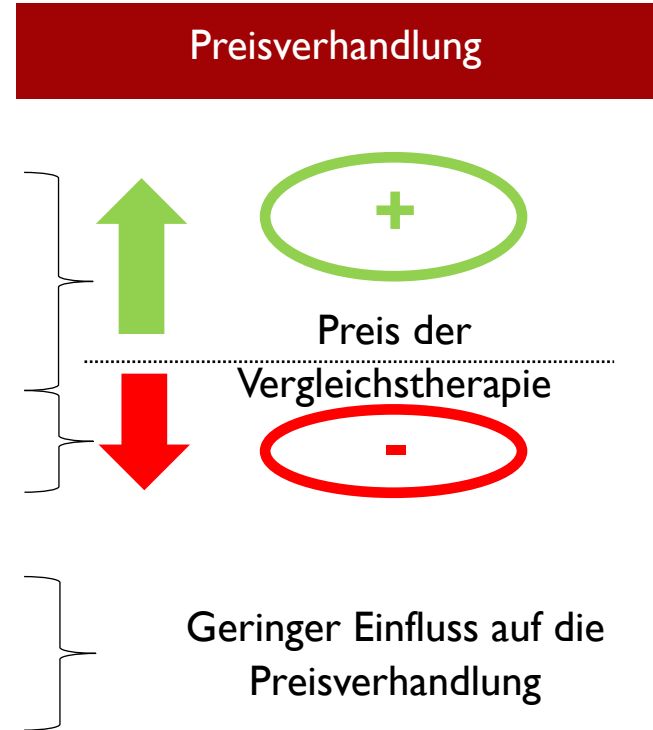 Preisverhandlung
+
Preis der
Vergleichstherapie
-
Geringer Einfluss auf die
Preisverhandlung